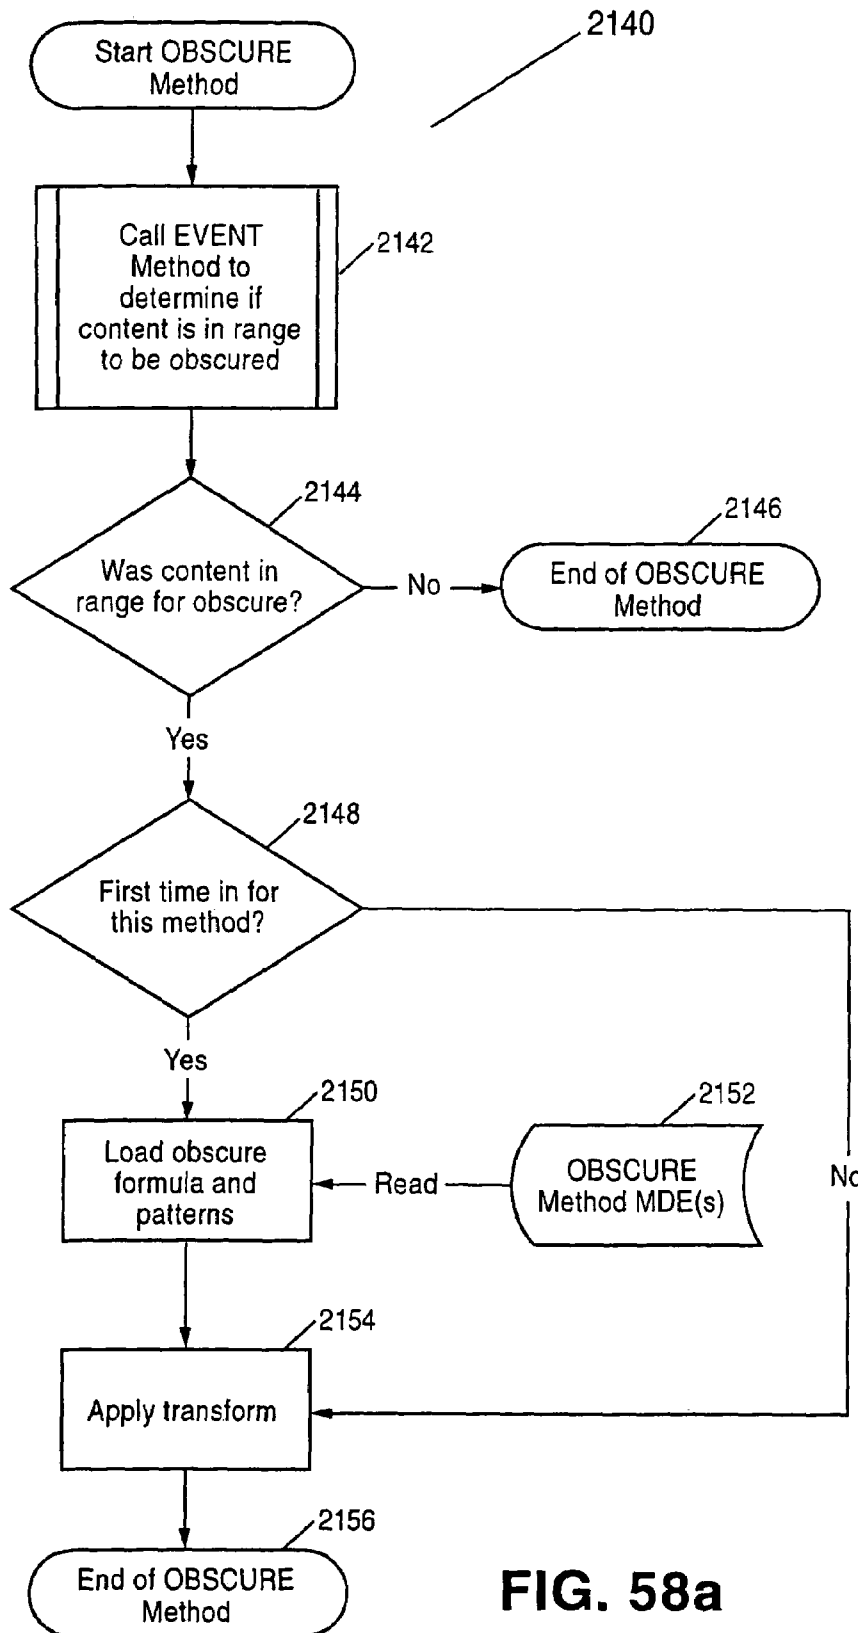 2140
Start OBSCURE
Method
2142
Call EVENT
Method to
determine if
content is in range
to be obscured
2144
Was content in
range for obscure?
No
2146
End of OBSCURE
Method
Yes
2148
First time in for
this method?
Yes
2150
Load obscure
formula and
patterns
Read
2152
OBSCURE
Method MDE(s)
No
2154
Apply transform
2156
End of OBSCURE
Method
FIG. 58a